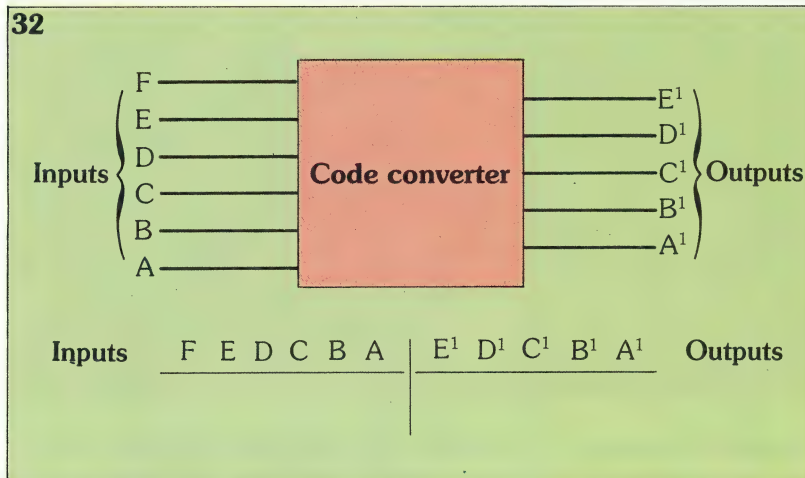 32
F
E
D
C
B
A
Inputs
Code converter
E¹
D¹
C¹
B¹
A¹
Outputs
Inputs F E D C B A E¹ D¹ C¹ B¹ A¹ Outputs